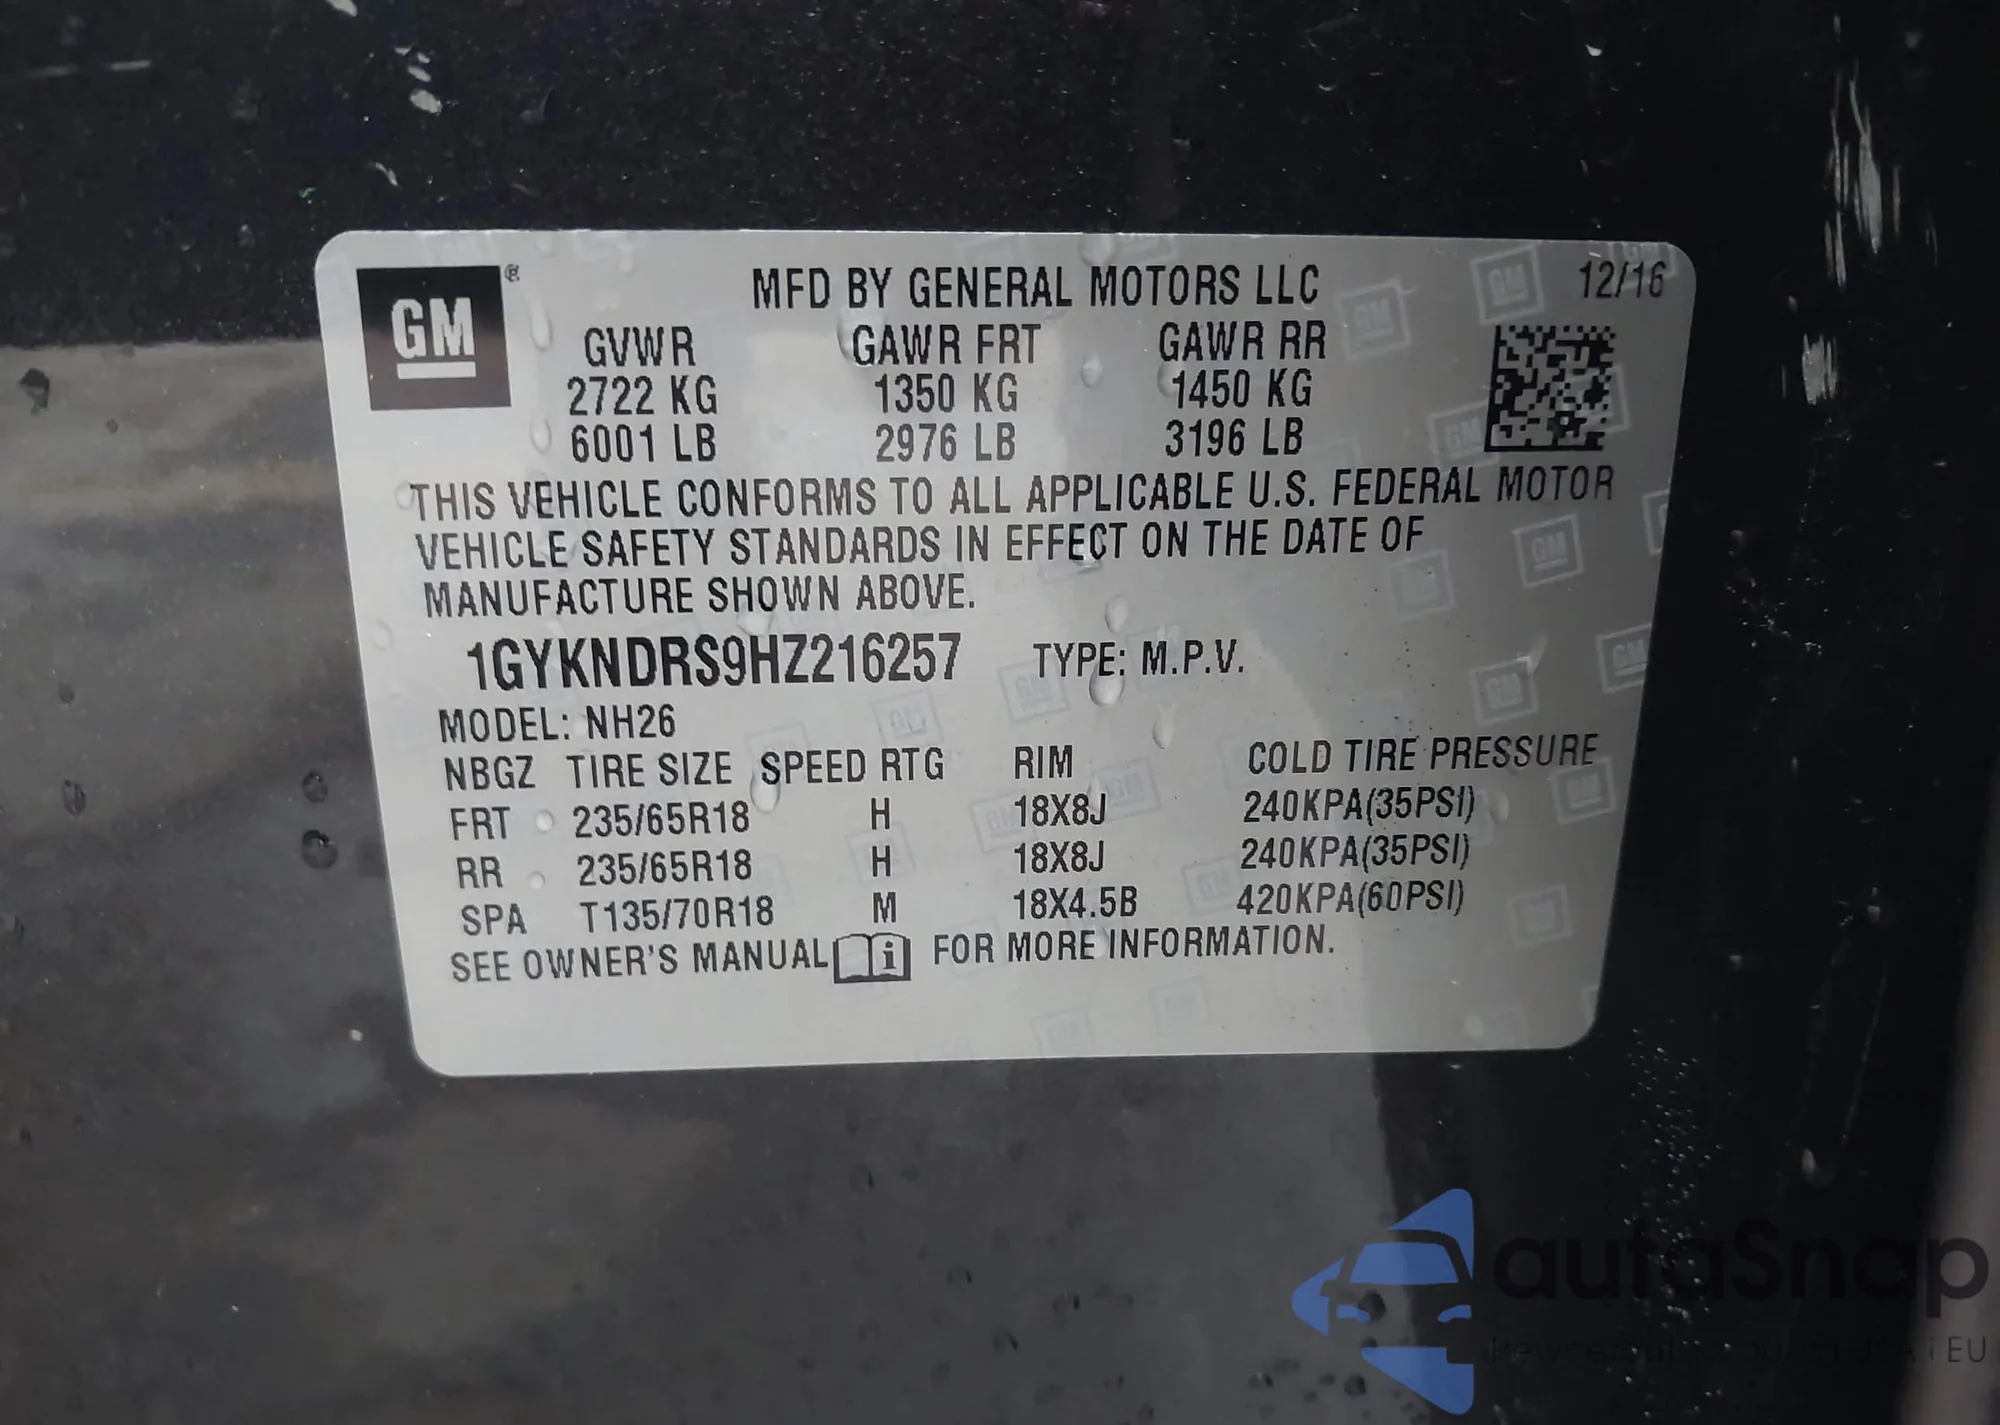 GM ®
MFD BY GENERAL MOTORS LLC 12/16
GVWR GAWR FRT GAWR RR
2722 KG 1350 KG 1450 KG
6001 LB 2976 LB 3196 LB
THIS VEHICLE CONFORMS TO ALL APPLICABLE U.S. FEDERAL MOTOR
VEHICLE SAFETY STANDARDS IN EFFECT ON THE DATE OF
MANUFACTURE SHOWN ABOVE.
1GYKNDRS9HZ216257 TYPE: M.P.V.
MODEL: NH26
NBGZ TIRE SIZE SPEED RTG RIM COLD TIRE PRESSURE
FRT 235/65R18 H 18X8J 240KPA(35PSI)
RR 235/65R18 H 18X8J 240KPA(35PSI)
SPA T135/70R18 M 18X4.5B 420KPA(60PSI)
SEE OWNER'S MANUAL i FOR MORE INFORMATION.
autaSnap
i EU